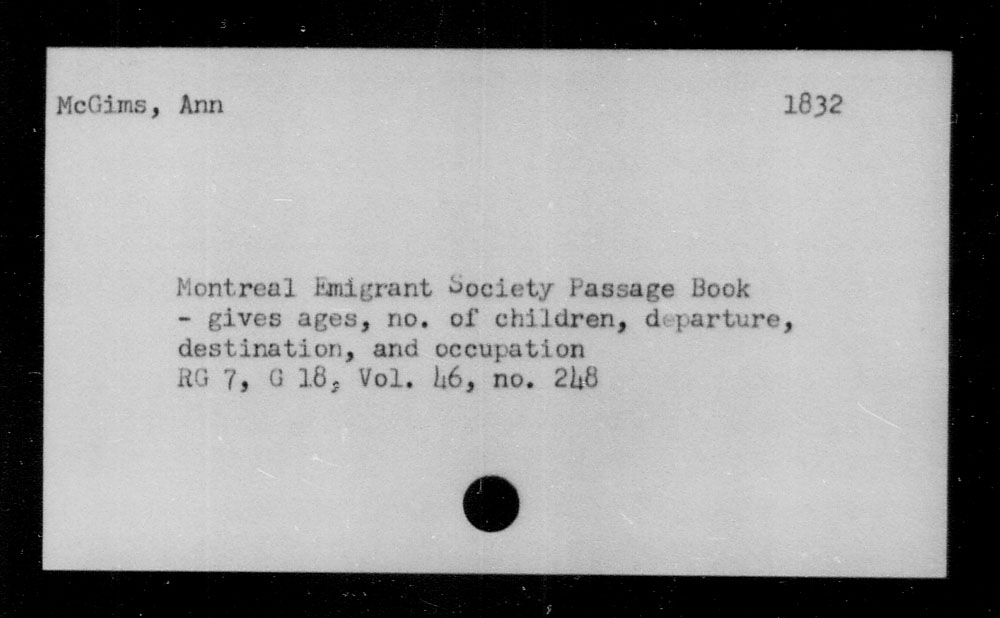 McGims, Ann 1832
Montreal Emigrant Society Passage Book
- gives ages, no. of children, departure,
destination, and occupation
RG 7, G 18, Vol. 46, no. 248